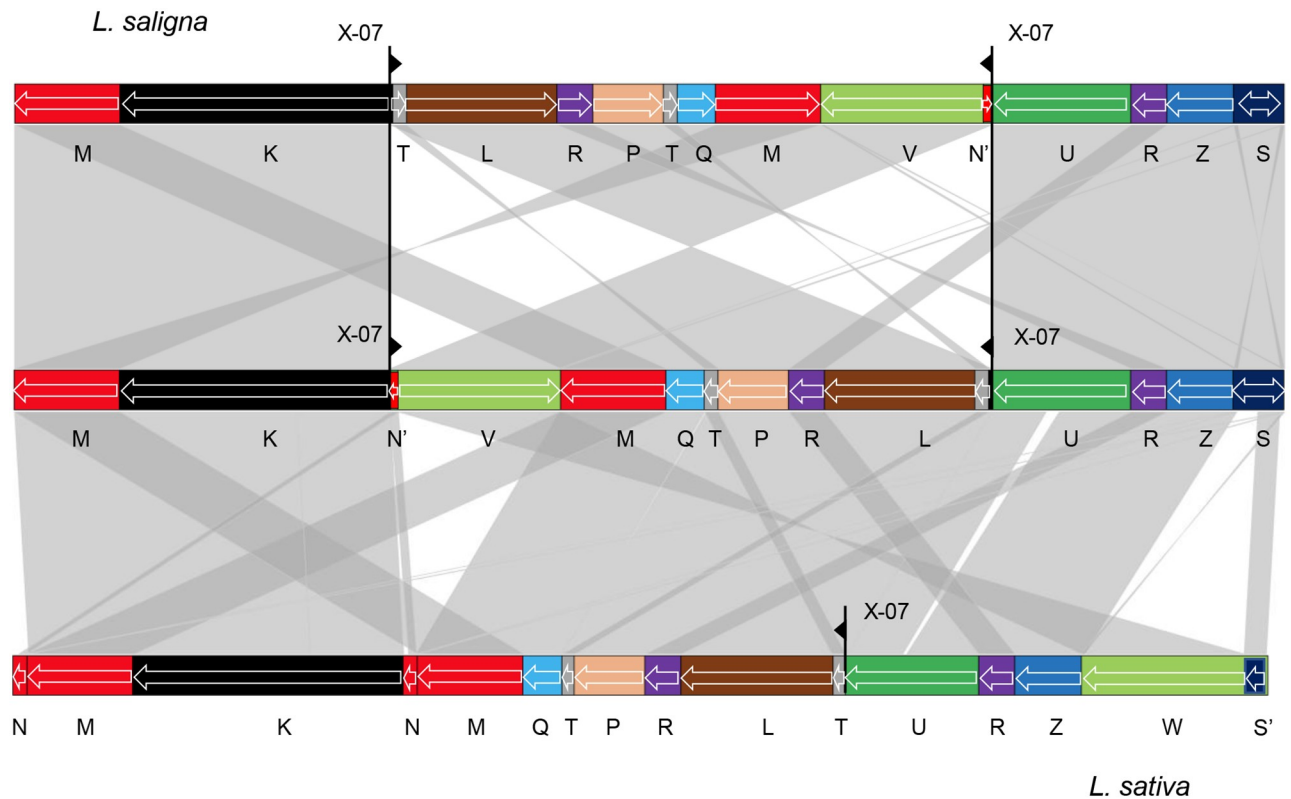 L. saligna
X-07 X-07
M K T L R P T Q M V N' U R Z S
X-07 X-07
M K N' V M Q T P R L U R Z S
X-07
N M K N M Q T P R L T U R Z W S'
L. sativa